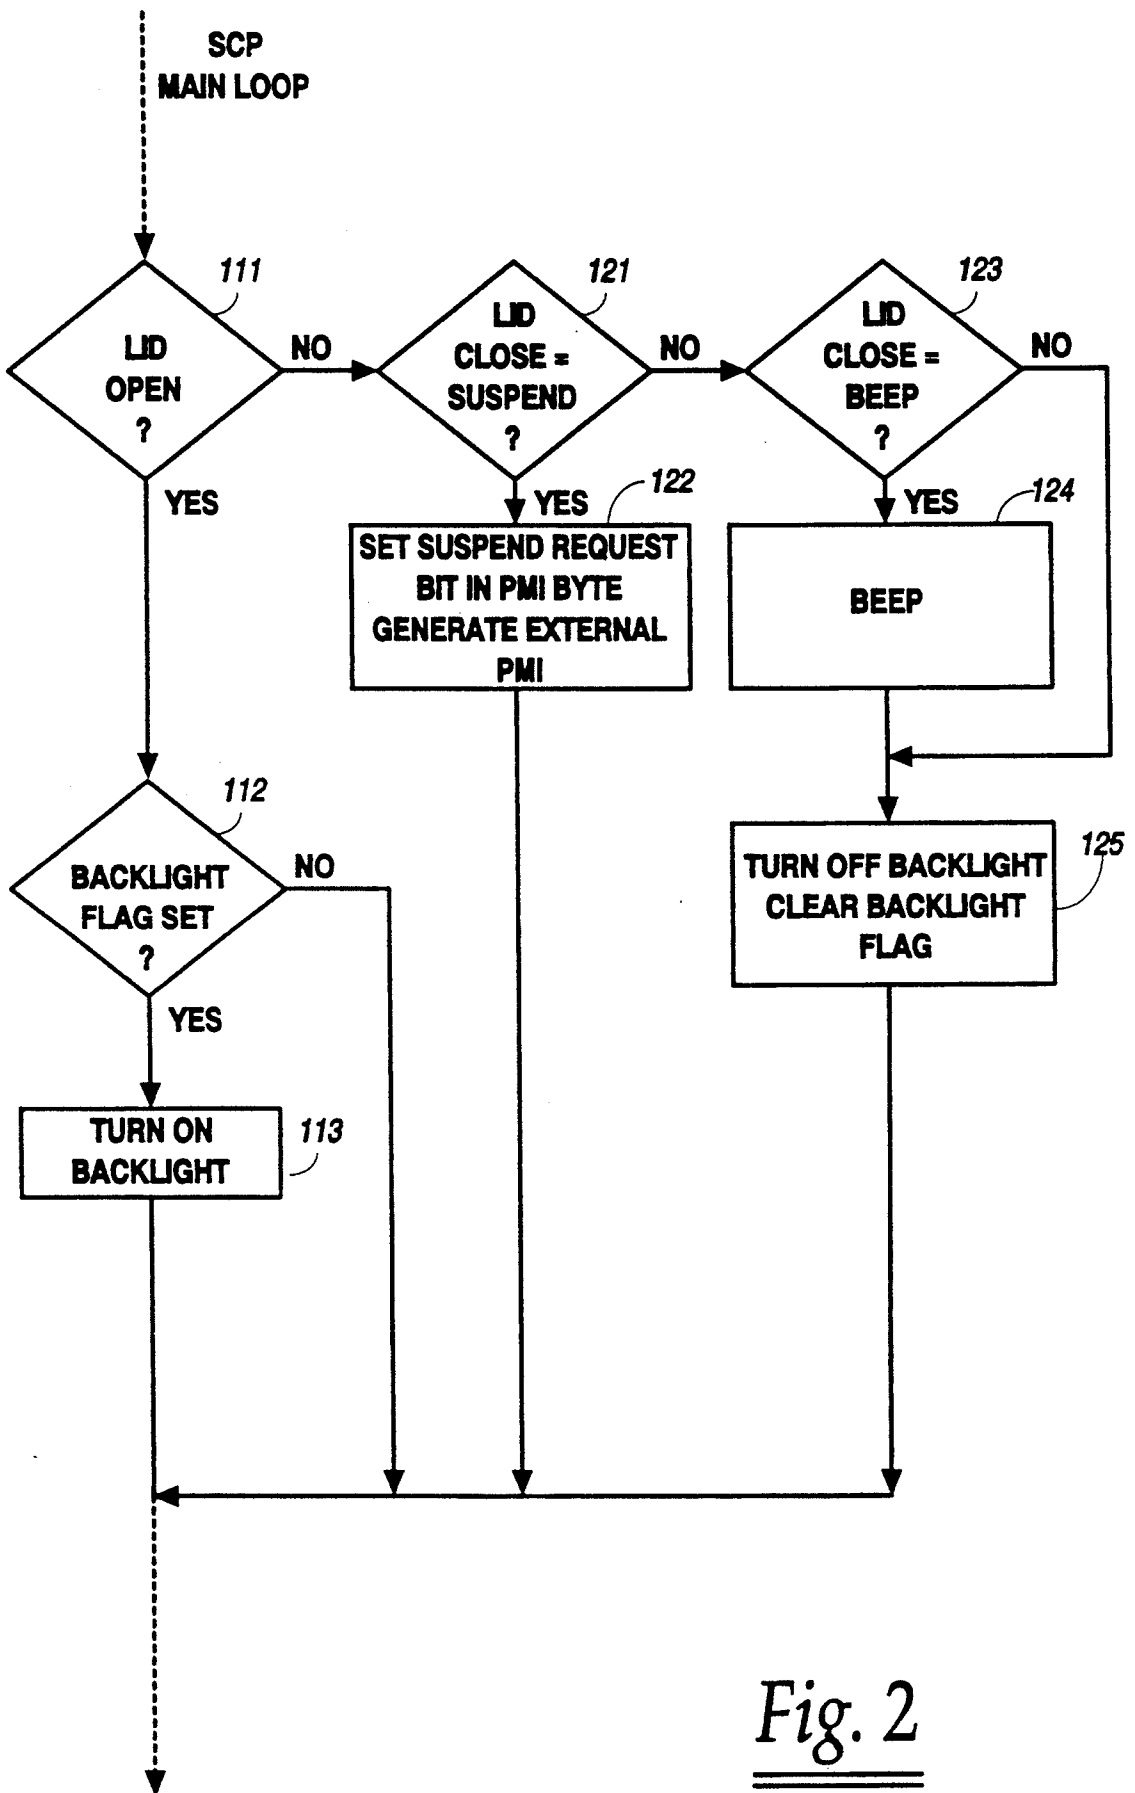 SCP
MAIN LOOP
111
LID
OPEN
?
NO
YES
121
LID
CLOSE =
SUSPEND
?
NO
YES
123
LID
CLOSE =
BEEP
?
NO
YES
122
SET SUSPEND REQUEST
BIT IN PMI BYTE
GENERATE EXTERNAL
PMI
124
BEEP
112
BACKLIGHT
FLAG SET
?
NO
YES
125
TURN OFF BACKLIGHT
CLEAR BACKLIGHT
FLAG
113
TURN ON
BACKLIGHT
Fig. 2